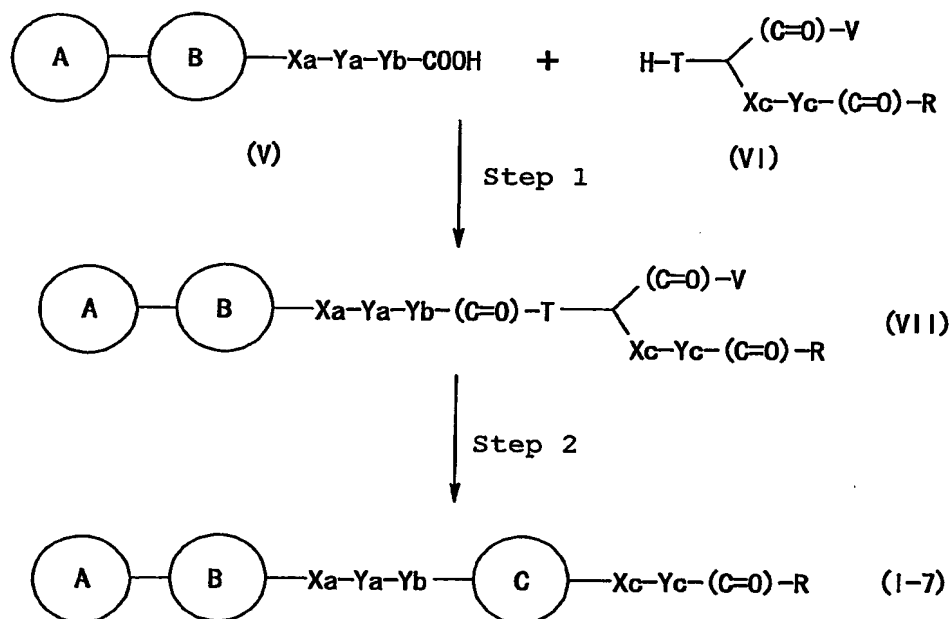 (C=O)-V
A B Xa-Ya-Yb-COOH + H-T
Xc-Yc-(C=O)-R
(V) (VI)
Step 1
(C=O)-V
A B Xa-Ya-Yb-(C=O)-T (VII)
Xc-Yc-(C=O)-R
Step 2
A B Xa-Ya-Yb C Xc-Yc-(C=O)-R (I-7)